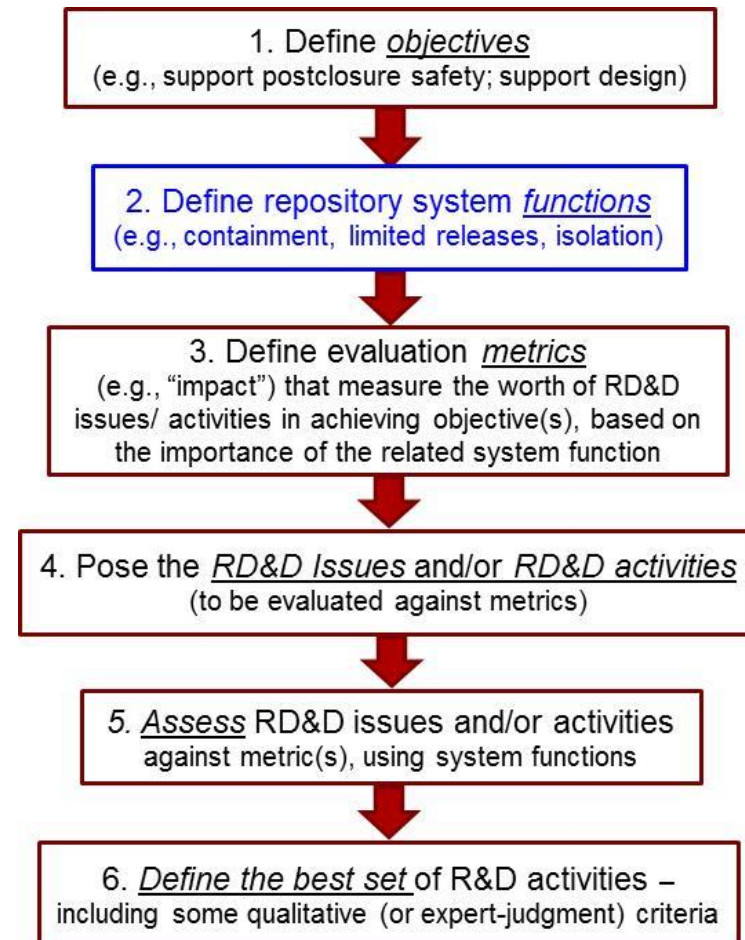 1. Define objectives
(e.g., support postclosure safety; support design)
2. Define repository system functions
(e.g., containment, limited releases, isolation)
3. Define evaluation metrics
(e.g., “impact”) that measure the worth of RD&D
issues/ activities in achieving objective(s), based on
the importance of the related system function
4. Pose the RD&D Issues and/or RD&D activities
(to be evaluated against metrics)
5. Assess RD&D issues and/or activities
against metric(s), using system functions
6. Define the best set of R&D activities –
including some qualitative (or expert-judgment) criteria